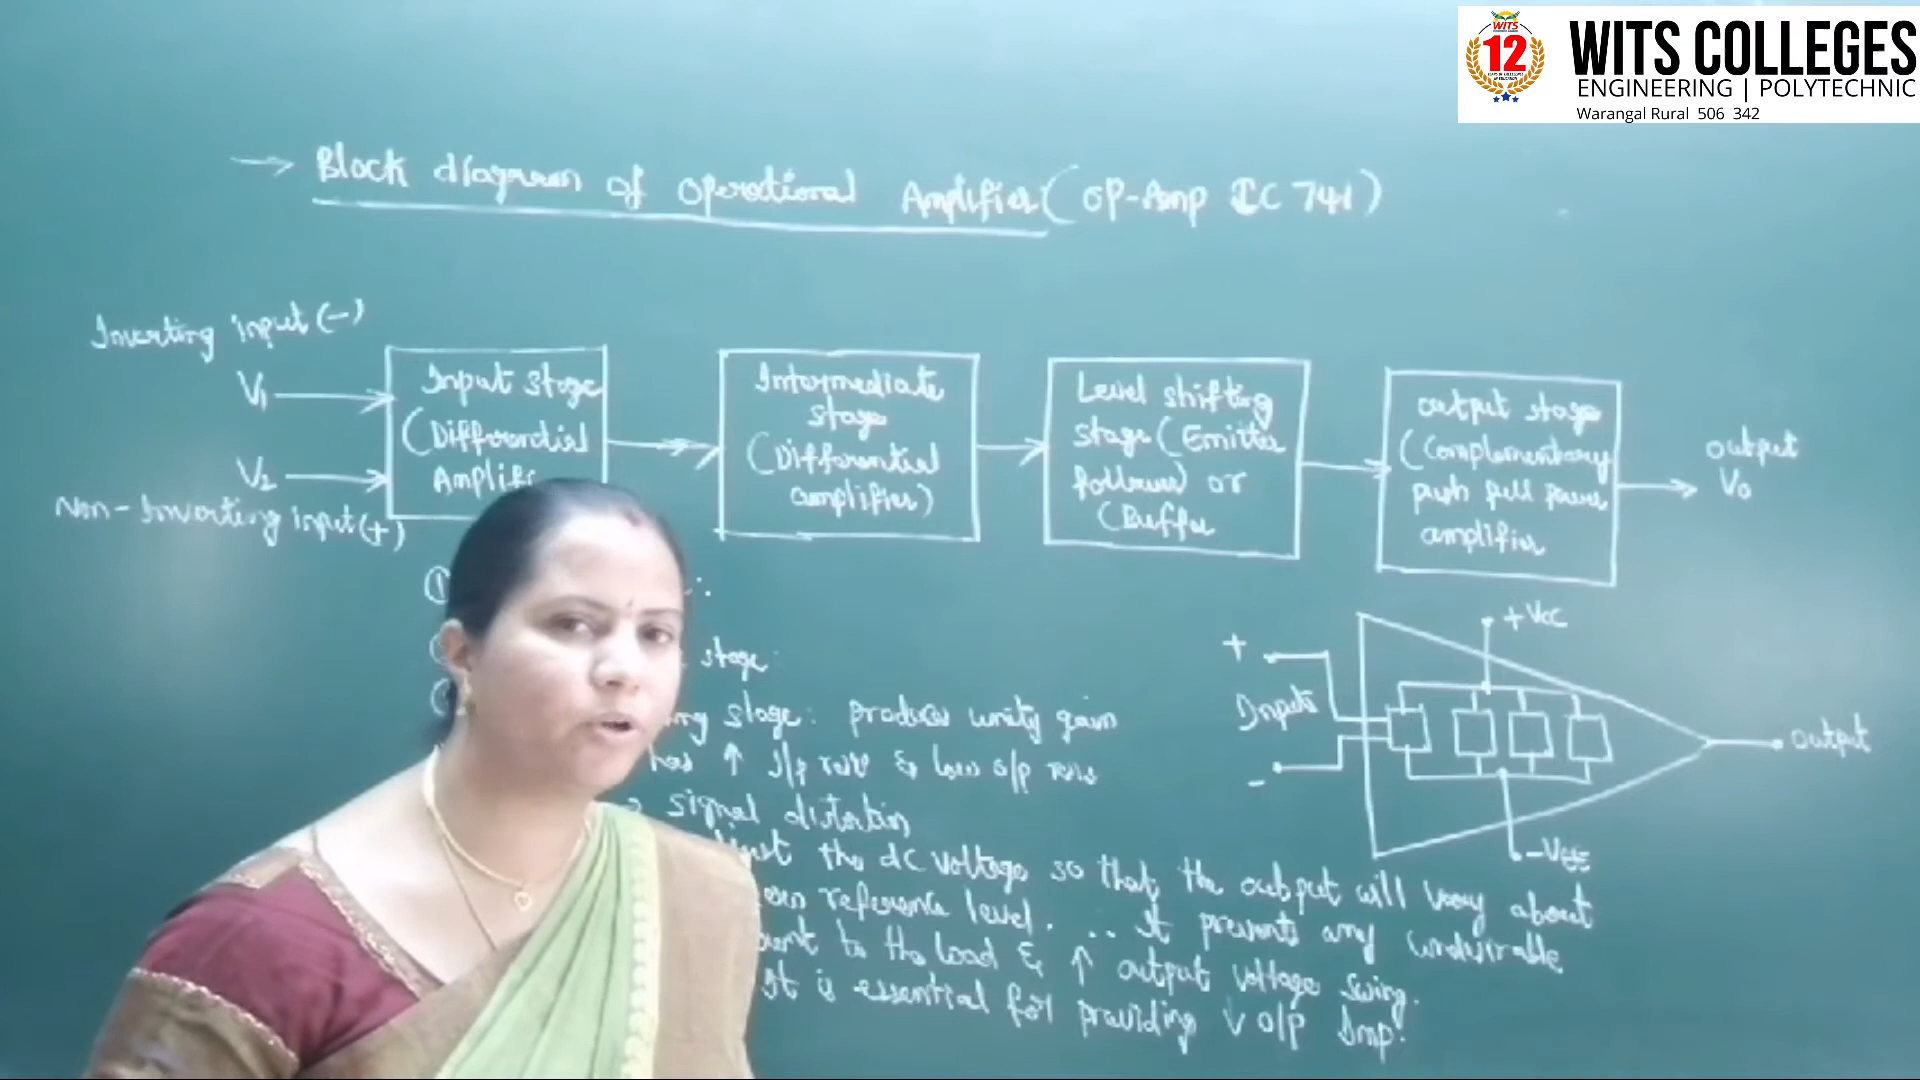 WITS
12
WITS COLLEGES
ENGINEERING | POLYTECHNIC
Warangal Rural 506 342
→ Block diagram of Operational Amplifier (OP-Amp IC 741)
Inverting input (-)
V1
V2
Non-Inverting input (+)
Input stage
(Differential
Amplifi
Intermediate
stage
(Differential
amplifier)
Level shifting
stage (Emitter
follower) or
(Buffer
output stage
(Complementary
push pull power
amplifier
output
Vo
①
stage:
stage: produces unity gain
has ↑ i/p & low o/p
signal distortion
the dc voltage so that the output will vary about
reference level. ∴ It prevents any undesirable
to the load & ↑ output voltage swing.
It is essential for providing ↓ o/p Imp.
+Vcc
+
Inputs
-
output
-VEE